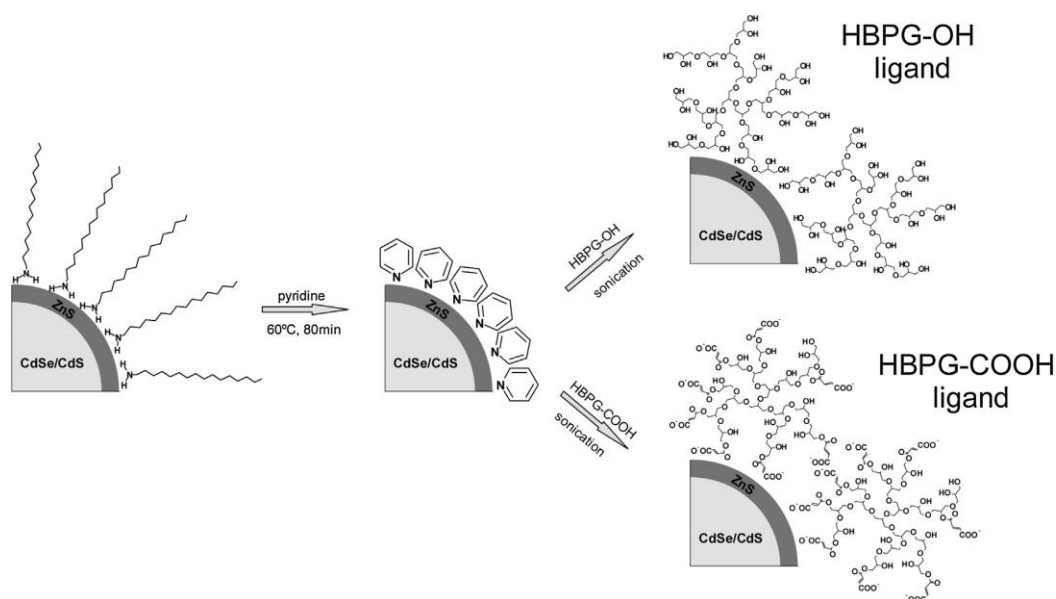 HBPG-OH
ligand
ZnS
CdSe/CdS
pyridine
60ºC, 80min
ZnS
CdSe/CdS
HBPG-OH
sonication
HBPG-COOH
sonication
ZnS
CdSe/CdS
HBPG-COOH
ligand
ZnS
CdSe/CdS